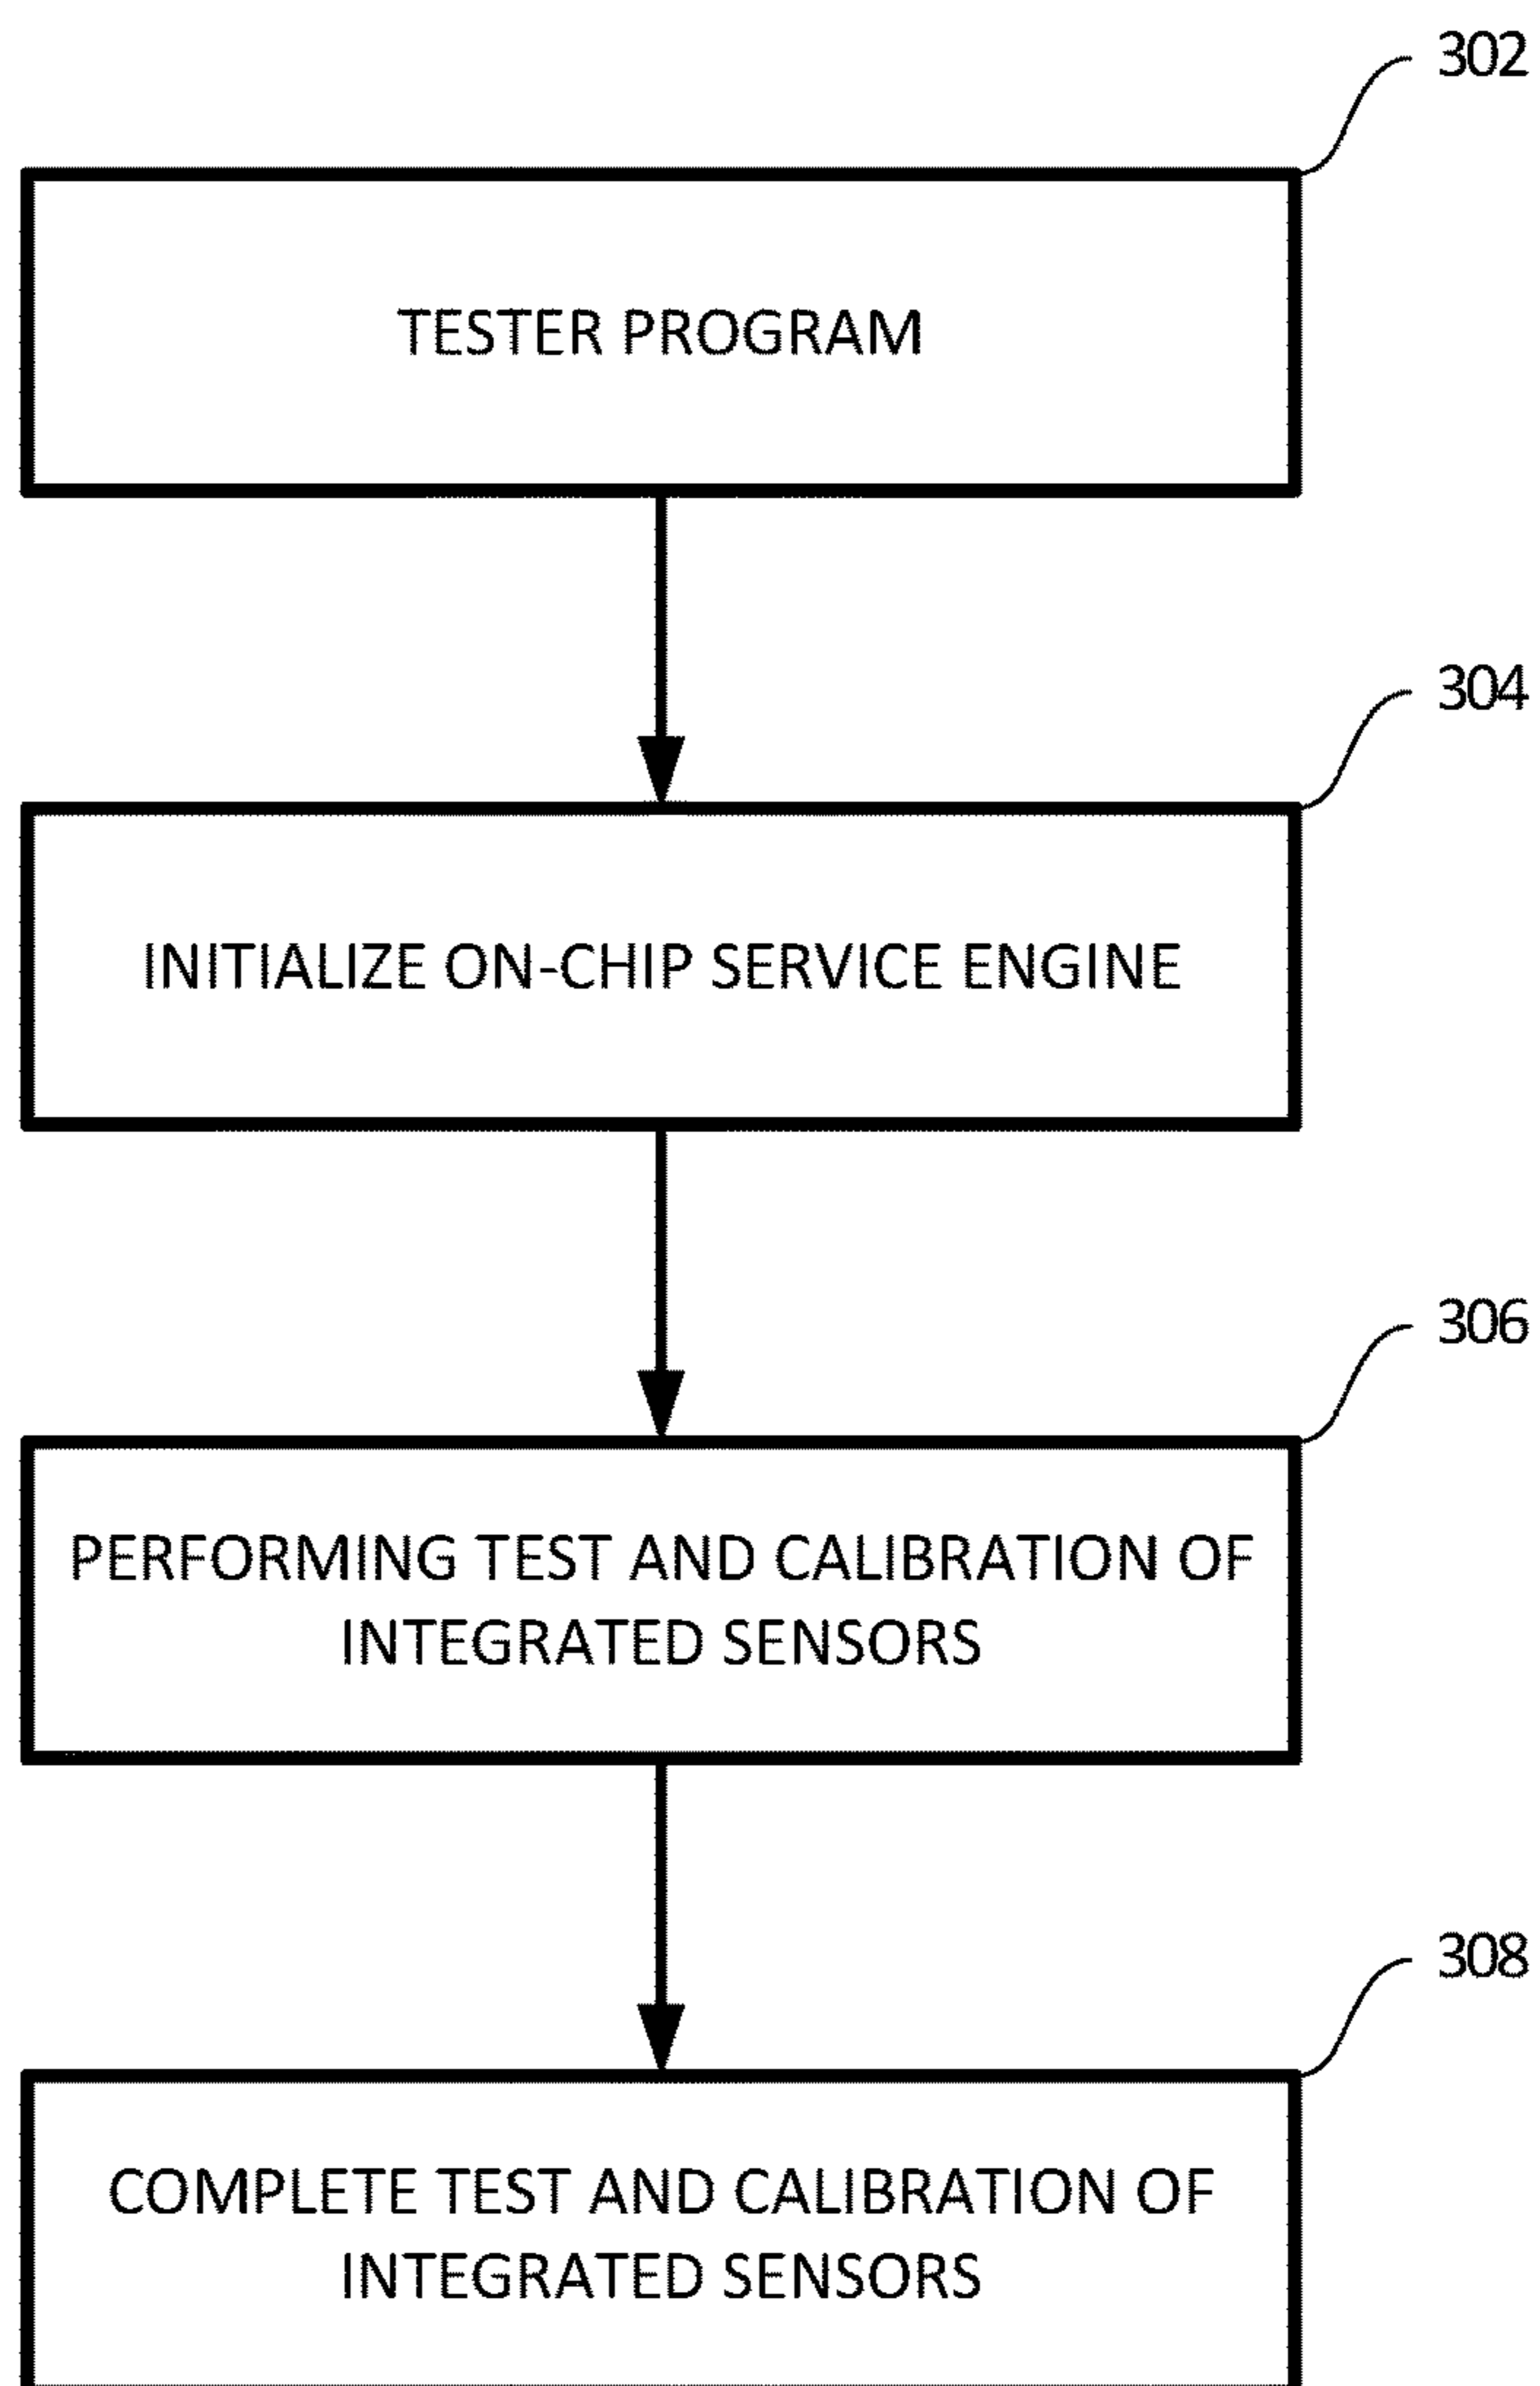 302
TESTER PROGRAM
304
INITIALIZE ON-CHIP SERVICE ENGINE
306
PERFORMING TEST AND CALIBRATION OF
INTEGRATED SENSORS
308
COMPLETE TEST AND CALIBRATION OF
INTEGRATED SENSORS